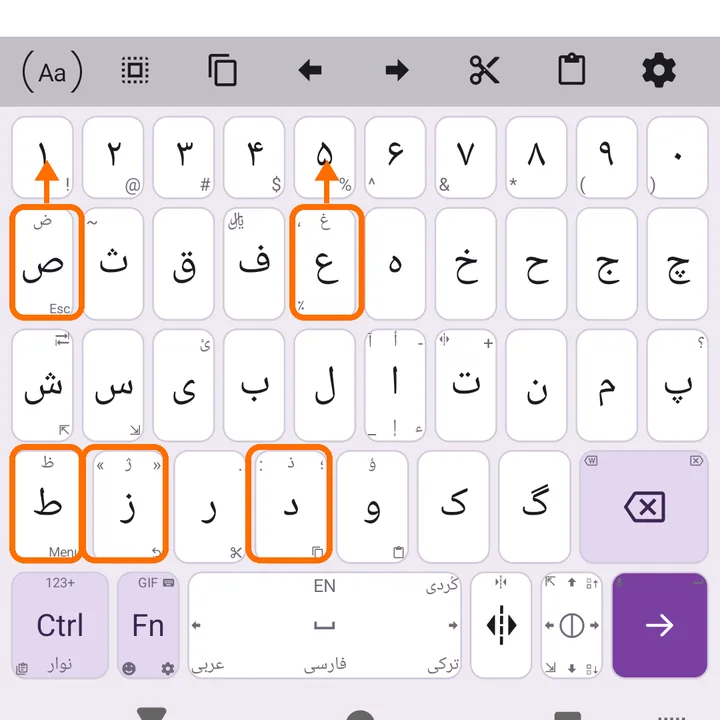 (Aa)
۱ ۲ ۳ ۴ ۵ ۶ ۷ ۸ ۹ ۰
! @ # $ % ^ & * ( )
ض ~ ﷼ ، غ
ص ث ق ف ع ه خ ح ج چ
Esc ٪
ئ آ أ - + ؟
ش س ی ب ل ا ت ن م پ
_ إ ء
ظ « ژ » . : ذ ؛ ؤ
ط ز ر د و ک گ
Menu
123+ GIF EN کُردی
Ctrl Fn
نوار عربی فارسی ترکی